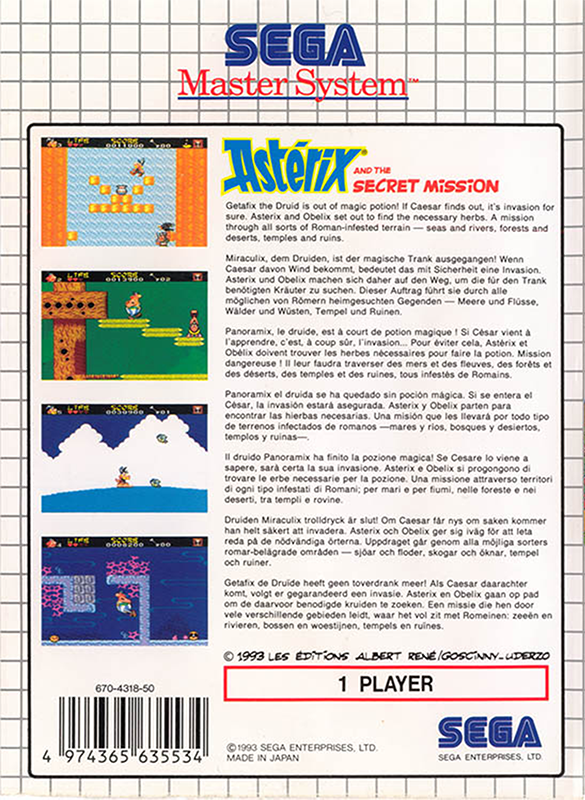 SEGA
Master System™
Astérix
AND THE
SECRET MISSION
Getafix the Druid is out of magic potion! If Caesar finds out, it's invasion for
sure. Asterix and Obelix set out to find the necessary herbs. A mission
through all sorts of Roman-infested terrain — seas and rivers, forests and
deserts, temples and ruins.
Miraculix, dem Druiden, ist der magische Trank ausgegangen! Wenn
Caesar davon Wind bekommt, bedeutet das mit Sicherheit eine Invasion.
Asterix und Obelix machen sich daher auf den Weg, um die für den Trank
benötigten Kräuter zu suchen. Dieser Auftrag führt sie durch alle
möglichen von Römern heimgesuchten Gegenden — Meere und Flüsse,
Wälder und Wüsten, Tempel und Ruinen.
Panoramix, le druide, est à court de potion magique ! Si Cèsar vient à
l'apprendre, c'est, à coup sûr, l'invasion... Pour éviter cela, Astérix et
Obélix doivent trouver les herbes nècessaires pour faire la potion. Mission
dangereuse ! Il leur faudra traverser des mers et des fleuves, des forêts et
des déserts, des temples et des ruines, tous infestès de Romains.
Panoramix el druida se ha quedado sin poción mágica. Si se entera el
Cèsar, la invasión estará asegurada. Asterix y Obelix parten para
encontrar las hierbas necesarias. Una misión que les llevará por todo tipo
de terrenos infectados de romanos —mares y rios, bosques y desiertos,
templos y ruinas—.
Il druido Panoramix ha finito la pozione magica! Se Cesare lo viene a
sapere, sarà certa la sua invasione. Asterix e Obelix si progongono di
trovare le erbe necessarie per la pozione. Una missione attraverso territori
di ogni tipo infestati di Romani; per mari e per fiumi, nelle foreste e nei
deserti, tra templi e rovine.
Druiden Miraculix trolldryck är slut! Om Caesar får nys om saken kommer
han helt säkert att invadera. Asterix och Obelix ger sig iväg för att leta
reda på de nödvändiga örterna. Uppdraget går genom alla möjliga sorters
romar-belägrade områden — sjöar och floder, skogar och öknar, tempel
och ruiner.
Getafix de Druïde heeft geen toverdrank meer! Als Caesar daarachter
komt, volgt er gegarandeerd een invasie. Asterix en Obelix gaan op pad
om de daarvoor benodigde kruiden te zoeken. Een missie die hen door
vele verschillende gebieden leidt, waar het vol zit met Romeinen: zeeën en
rivieren, bossen en woestijnen, tempels en ruïnes.
© 1993 LES ÉDITIONS ALBERT RENÉ/GOSCINNY-UDERZO
1 PLAYER
670-4318-50
4 974365 635534
©1993 SEGA ENTERPRISES, LTD.
MADE IN JAPAN
SEGA
SEGA ENTERPRISES, LTD.